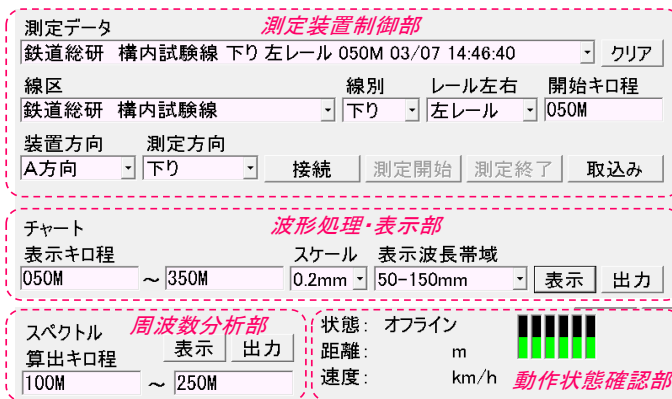 測定装置制御部
測定データ
鉄道総研 構内試験線 下り 左レール 050M 03/07 14:46:40 クリア
線区 線別 レール左右 開始キロ程
鉄道総研 構内試験線 下り 左レール 050M
装置方向 測定方向
A方向 下り 接続 測定開始 測定終了 取込み
チャート 波形処理・表示部
表示キロ程 スケール 表示波長帯域
050M ～ 350M 0.2mm 50-150mm 表示 出力
スペクトル 周波数分析部
算出キロ程 表示 出力
100M ～ 250M
状態： オフライン
距離： m
速度： km/h 動作状態確認部